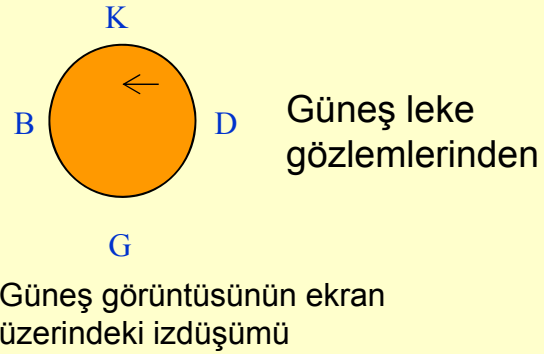 K
B
D
Güneş leke
gözlemlerinden
G
Güneş görüntüsünün ekran
üzerindeki izdüşümü